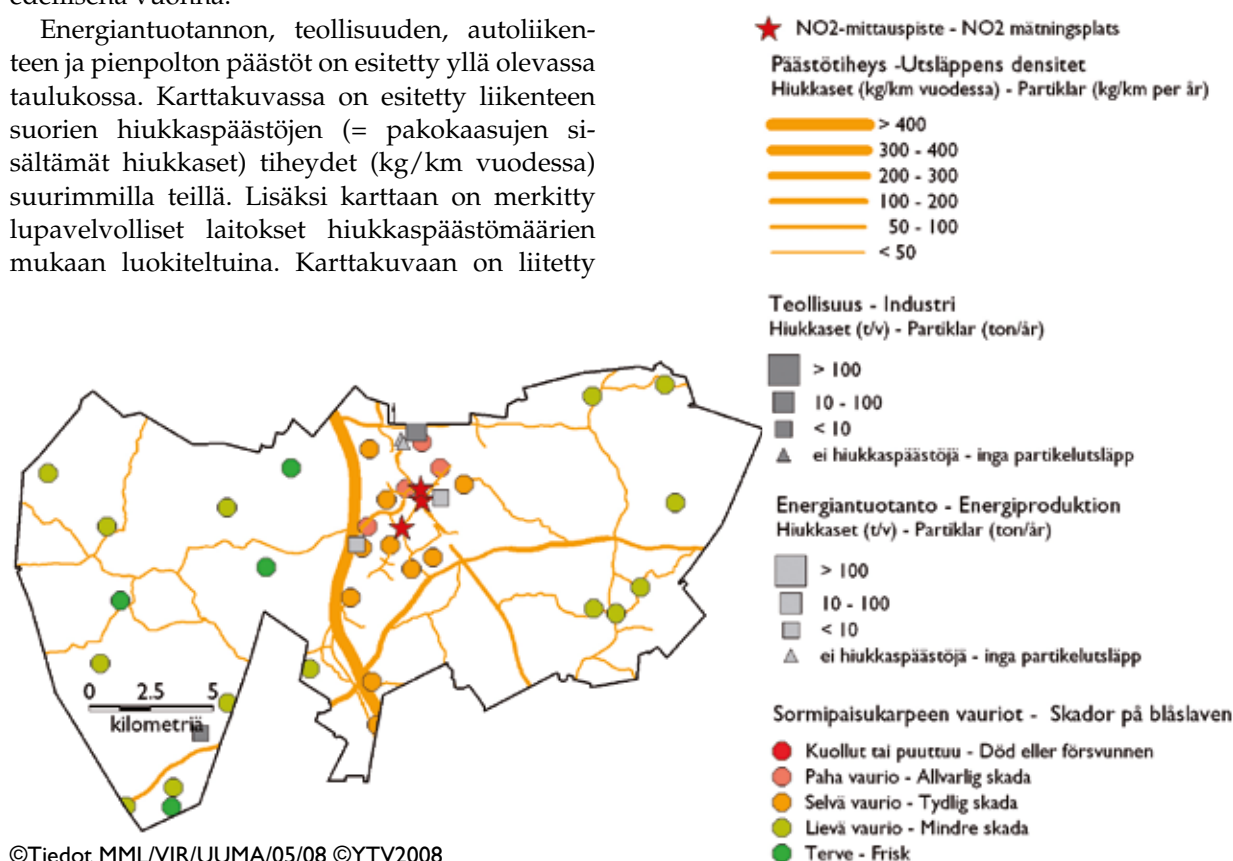 edellisenä vuonna.
Energiantuotannon, teollisuuden, autoliiken-
teen ja pienpolton päästöt on esitetty yllä olevassa
taulukossa. Karttakuvassa on esitetty liikenteen
suorien hiukkaspäästöjen (= pakokaasujen si-
sältämät hiukkaset) tiheydet (kg/km vuodessa)
suurimmilla teillä. Lisäksi karttaan on merkitty
lupavelvolliset laitokset hiukkaspäästömäärien
mukaan luokiteltuina. Karttakuvaan on liitetty
NO2-mittauspiste - NO2 mätningsplats
Päästötiheys -Utsläppens densitet
Hiukkaset (kg/km vuodessa) - Partiklar (kg/km per år)
> 400
300 - 400
200 - 300
100 - 200
50 - 100
< 50
Teollisuus - Industri
Hiukkaset (t/v) - Partiklar (ton/år)
> 100
10 - 100
< 10
ei hiukkaspäästöjä - inga partikelutsläpp
Energiantuotanto - Energiproduktion
Hiukkaset (t/v) - Partiklar (ton/år)
> 100
10 - 100
< 10
ei hiukkaspäästöjä - inga partikelutsläpp
Sormipaisukarpeen vauriot - Skador på blåslaven
Kuollut tai puuttuu - Död eller försvunnen
Paha vaurio - Allvarlig skada
Selvä vaurio - Tydlig skada
Lievä vaurio - Mindre skada
Terve - Frisk
0 2.5 5
kilometriä
©Tiedot MML/VIR/UUMA/05/08 ©YTV2008